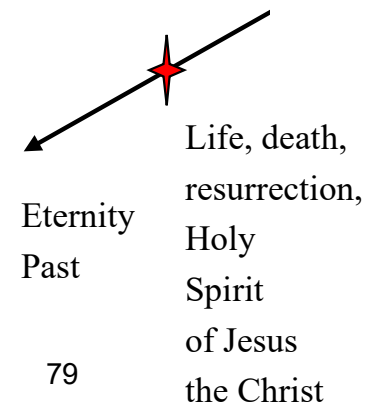 Eternity
Past
Life, death,
resurrection,
Holy
Spirit
of Jesus
the Christ
79